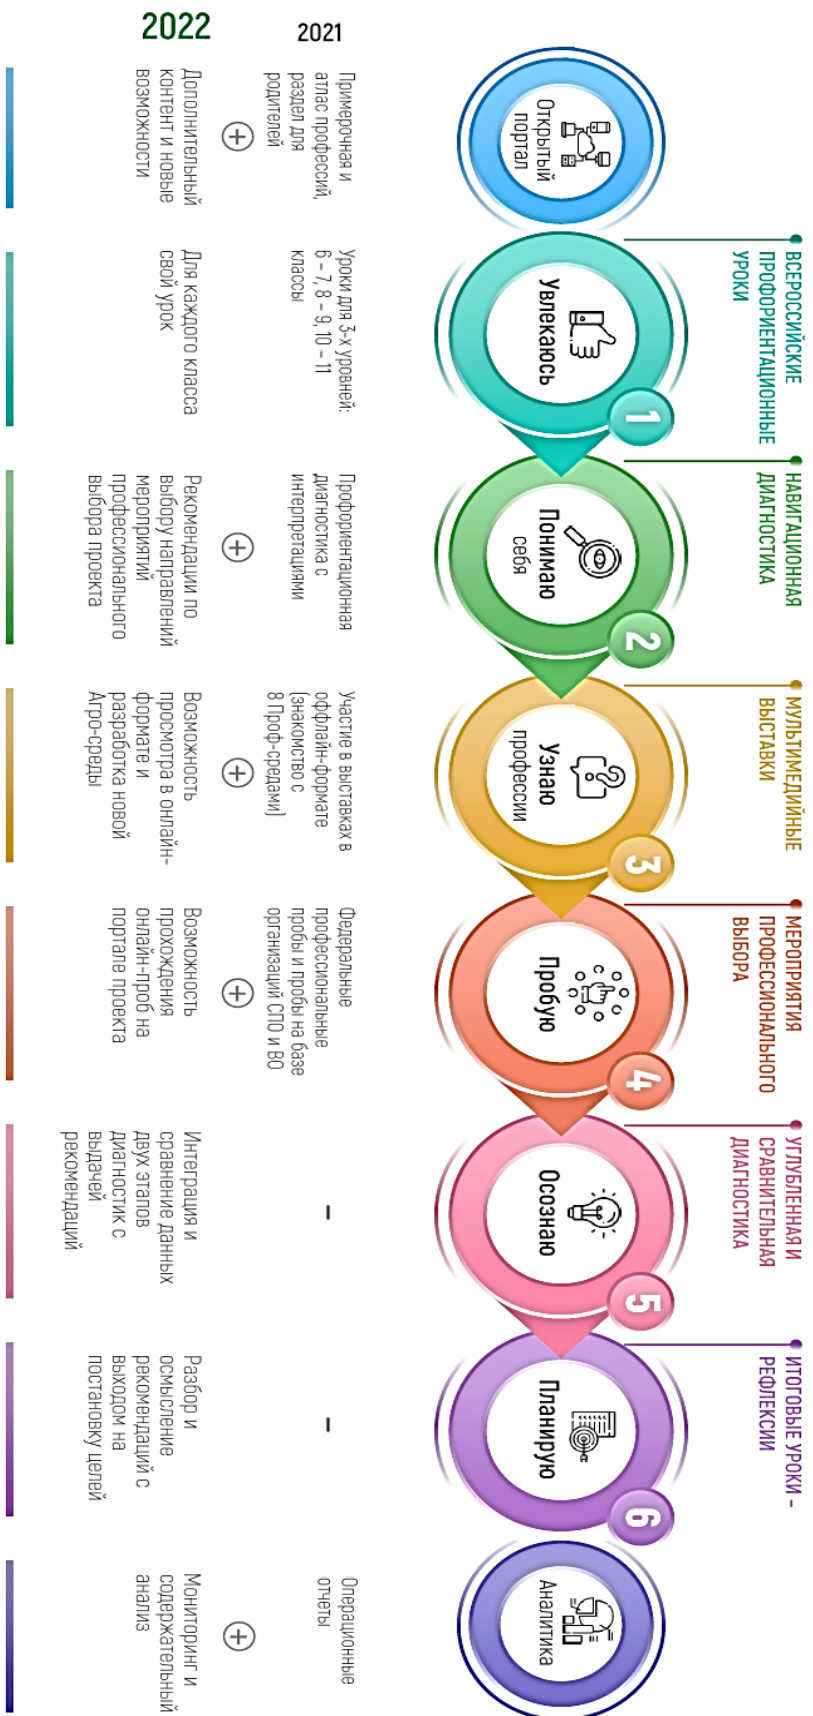 2022
2021
Открытый
портал
Примерочная и
атлас профессий,
раздел для
родителей
Дополнительный
контент и новые
возможности
ВСЕРОССИЙСКИЕ
ПРОФОРИЕНТАЦИОННЫЕ
УРОКИ
Увлекаюсь
1
Уроки для 3-х уровней:
6 – 7, 8 – 9, 10 – 11
классы
Для каждого класса
свой урок
НАВИГАЦИОННАЯ
ДИАГНОСТИКА
Понимаю
себя
2
Профориентационная
диагностика с
интерпретациями
Рекомендации по
выбору направлений
мероприятий
профессионального
выбора проекта
МУЛЬТИМЕДИЙНЫЕ
ВЫСТАВКИ
Узнаю
профессии
3
Участие в выставках в
оффлайн-формате
(знакомство с
8 Проф-средами)
Возможность
просмотра в онлайн-
формате и
разработка новой
Агро-среды
МЕРОПРИЯТИЯ
ПРОФЕССИОНАЛЬНОГО
ВЫБОРА
Пробую
4
Федеральные
профессиональные
пробы и пробы на базе
организаций СПО и ВО
Возможность
прохождения
онлайн-проб на
портале проекта
УГЛУБЛЕННАЯ И
СРАВНИТЕЛЬНАЯ
ДИАГНОСТИКА
Осознаю
5
–
Интеграция и
сравнение данных
двух этапов
диагностик с
выдачей
рекомендаций
ИТОГОВЫЕ УРОКИ –
РЕФЛЕКСИИ
Планирую
6
–
Разбор и
осмысление
рекомендаций с
выходом на
постановку целей
Аналитика
Операционные
отчеты
Мониторинг и
содержательный
анализ